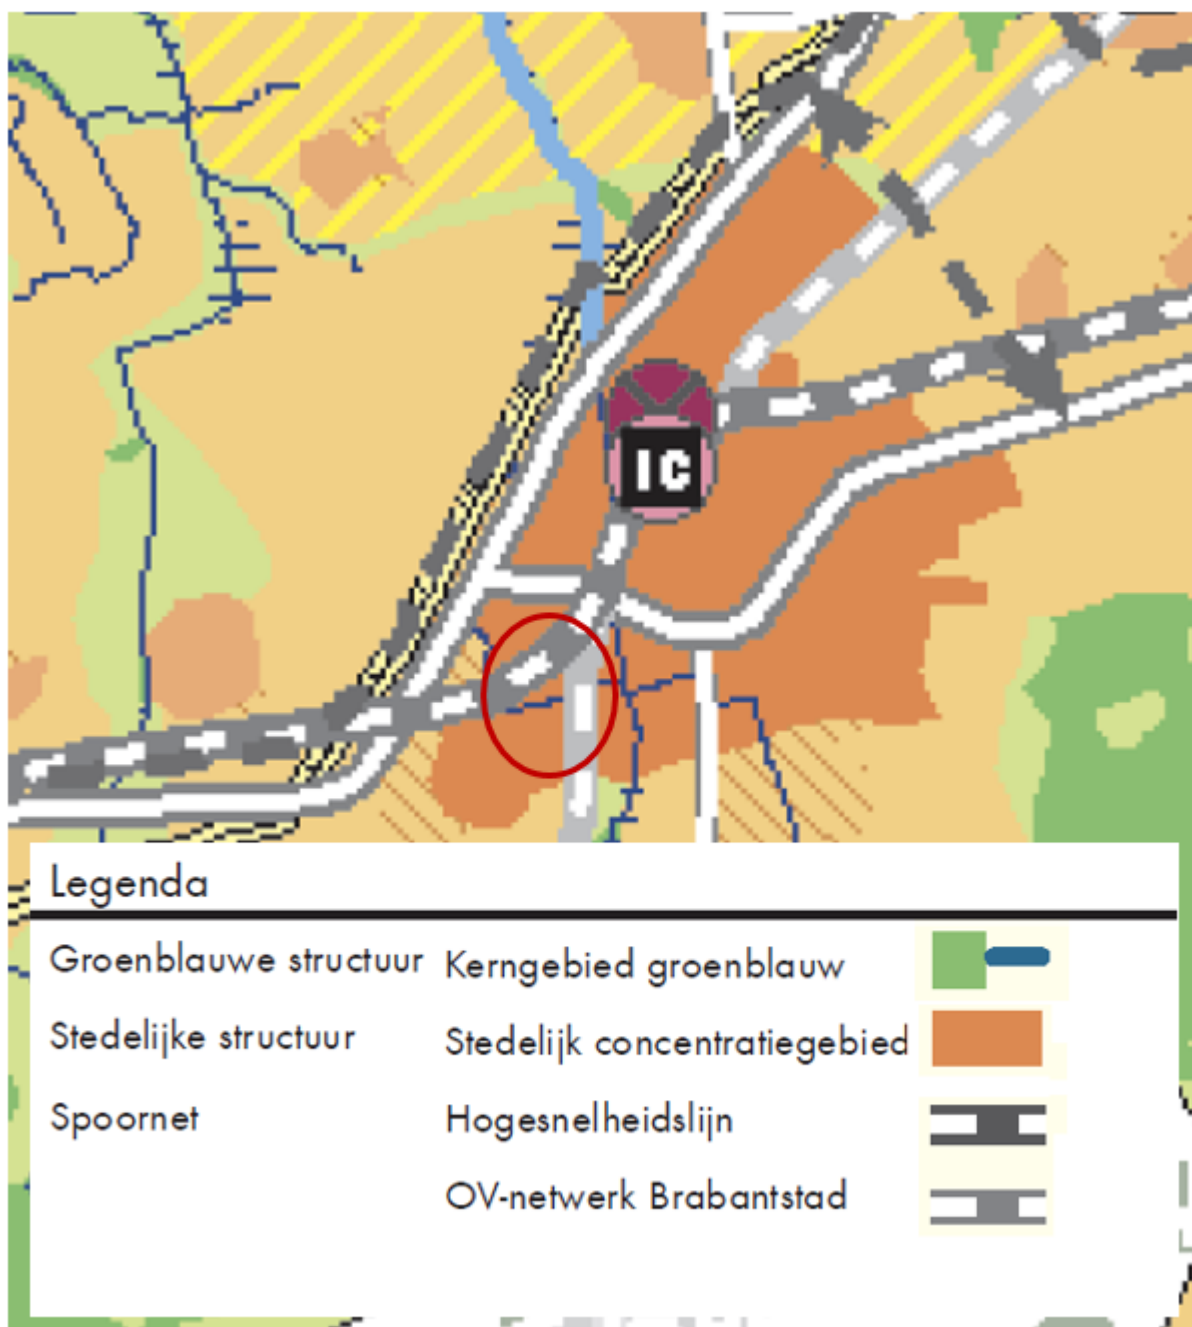 IC
Legenda
Groenblauwe structuur Kerngebied groenblauw
Stedelijke structuur Stedelijk concentratiegebied
Spoornet Hogesnelheidslijn
OV-netwerk Brabantstad